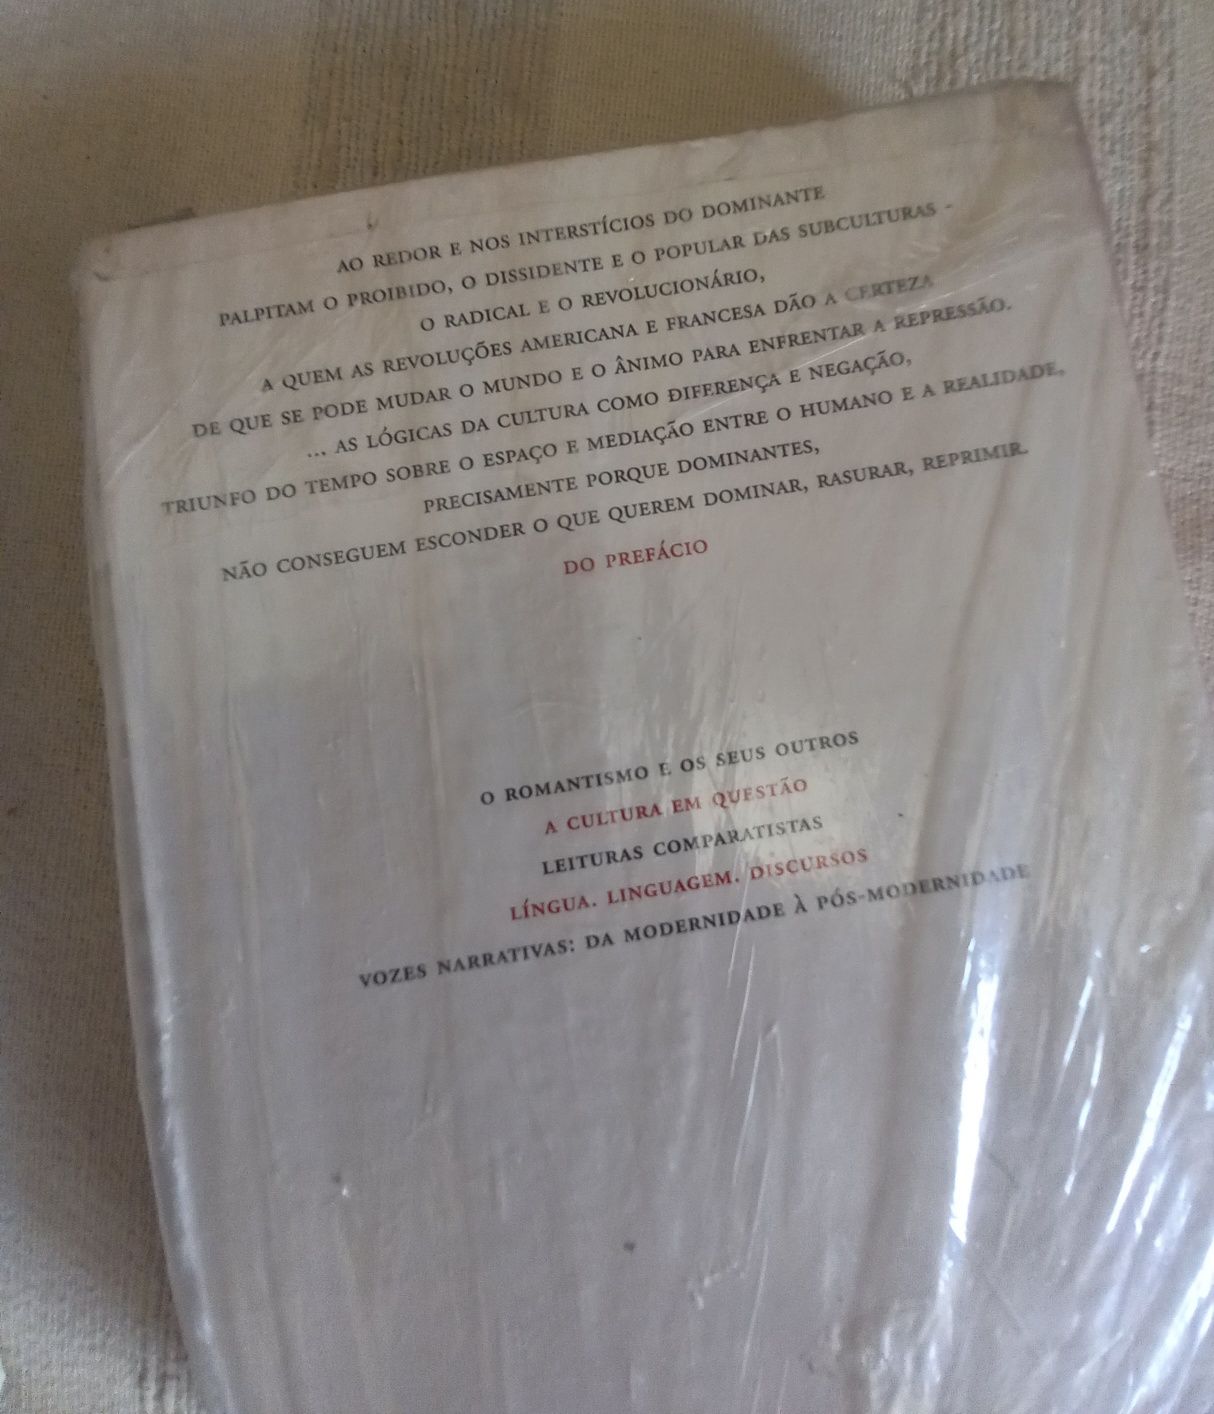 AO REDOR E NOS INTERSTÍCIOS DO DOMINANTE
PALPITAM O PROIBIDO, O DISSIDENTE E O POPULAR DAS SUBCULTURAS -
O RADICAL E O REVOLUCIONÁRIO,
A QUEM AS REVOLUÇÕES AMERICANA E FRANCESA DÃO A CERTEZA
DE QUE SE PODE MUDAR O MUNDO E O ÂNIMO PARA ENFRENTAR A REPRESSÃO.
... AS LÓGICAS DA CULTURA COMO DIFERENÇA E NEGAÇÃO,
TRIUNFO DO TEMPO SOBRE O ESPAÇO E MEDIAÇÃO ENTRE O HUMANO E A REALIDADE,
PRECISAMENTE PORQUE DOMINANTES,
NÃO CONSEGUEM ESCONDER O QUE QUEREM DOMINAR, RASURAR, REPRIMIR.
DO PREFÁCIO
O ROMANTISMO E OS SEUS OUTROS
A CULTURA EM QUESTÃO
LEITURAS COMPARATISTAS
LÍNGUA. LINGUAGEM. DISCURSOS
VOZES NARRATIVAS: DA MODERNIDADE À PÓS-MODERNIDADE